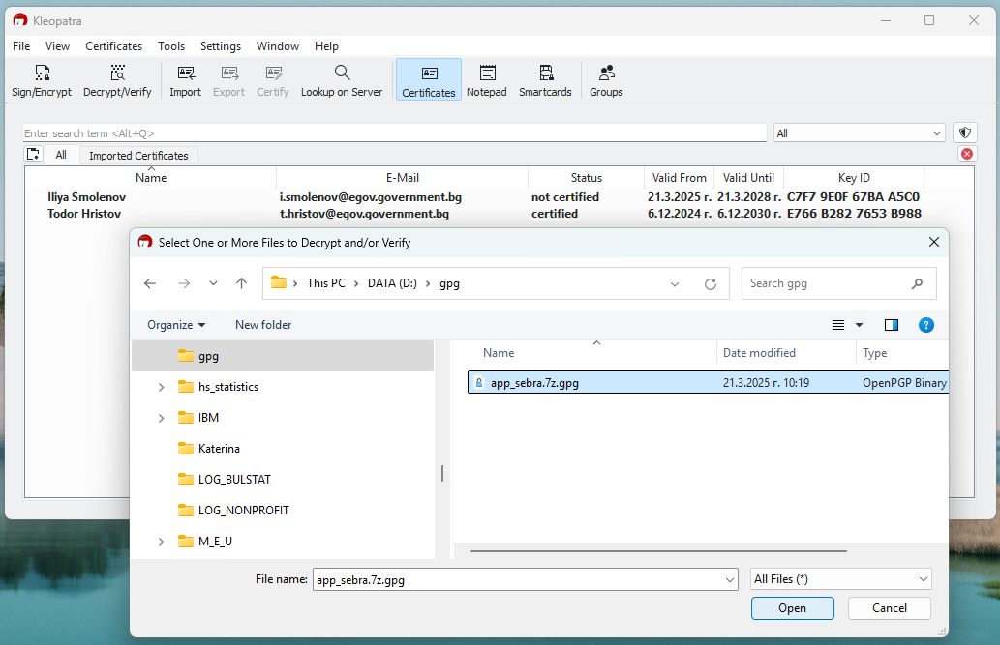 Kleopatra
File View Certificates Tools Settings Window Help
Sign/Encrypt Decrypt/Verify Import Export Certify Lookup on Server Certificates Notepad Smartcards Groups
Enter search term <Alt+Q> All
All Imported Certificates
Name E-Mail Status Valid From Valid Until Key ID
Iliya Smolenov i.smolenov@egov.government.bg not certified 21.3.2025 г. 21.3.2028 г. C7F7 9E0F 67BA A5C0
Todor Hristov t.hristov@egov.government.bg certified 6.12.2024 г. 6.12.2030 г. E766 B282 7653 B988
Select One or More Files to Decrypt and/or Verify
This PC > DATA (D:) > gpg Search gpg
Organize New folder
Name Date modified Type
gpg
app_sebra.7z.gpg 21.3.2025 г. 10:19 OpenPGP Binary
hs_statistics
IBM
Katerina
LOG_BULSTAT
LOG_NONPROFIT
M_E_U
File name: app_sebra.7z.gpg All Files (*)
Open Cancel